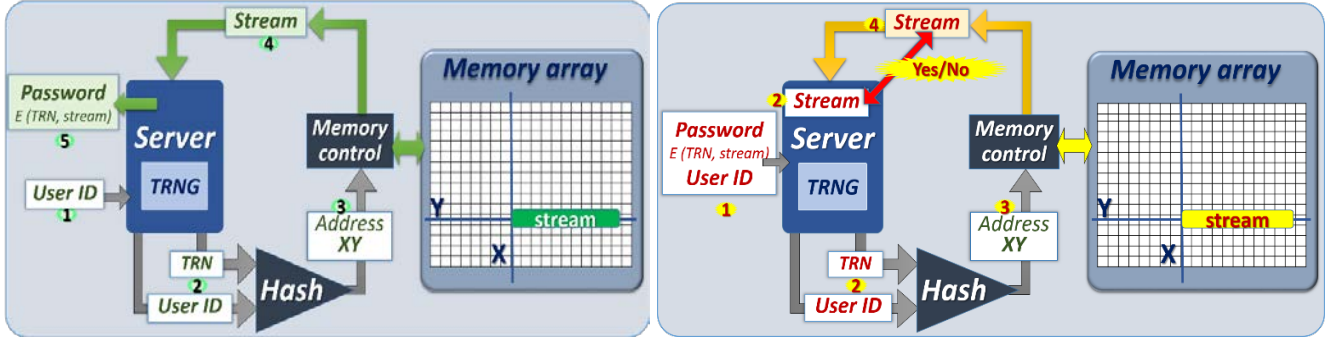 Stream
4
Memory array
Password
E (TRN, stream)
5
Server
TRNG
Memory
control
User ID
1
3
Address
XY
Y
stream
X
TRN
2
User ID
Hash
4
Stream
Yes/No
Memory array
2
Stream
Password
E (TRN, stream)
User ID
1
Server
TRNG
Memory
control
3
Address
XY
Y
stream
X
TRN
2
User ID
Hash